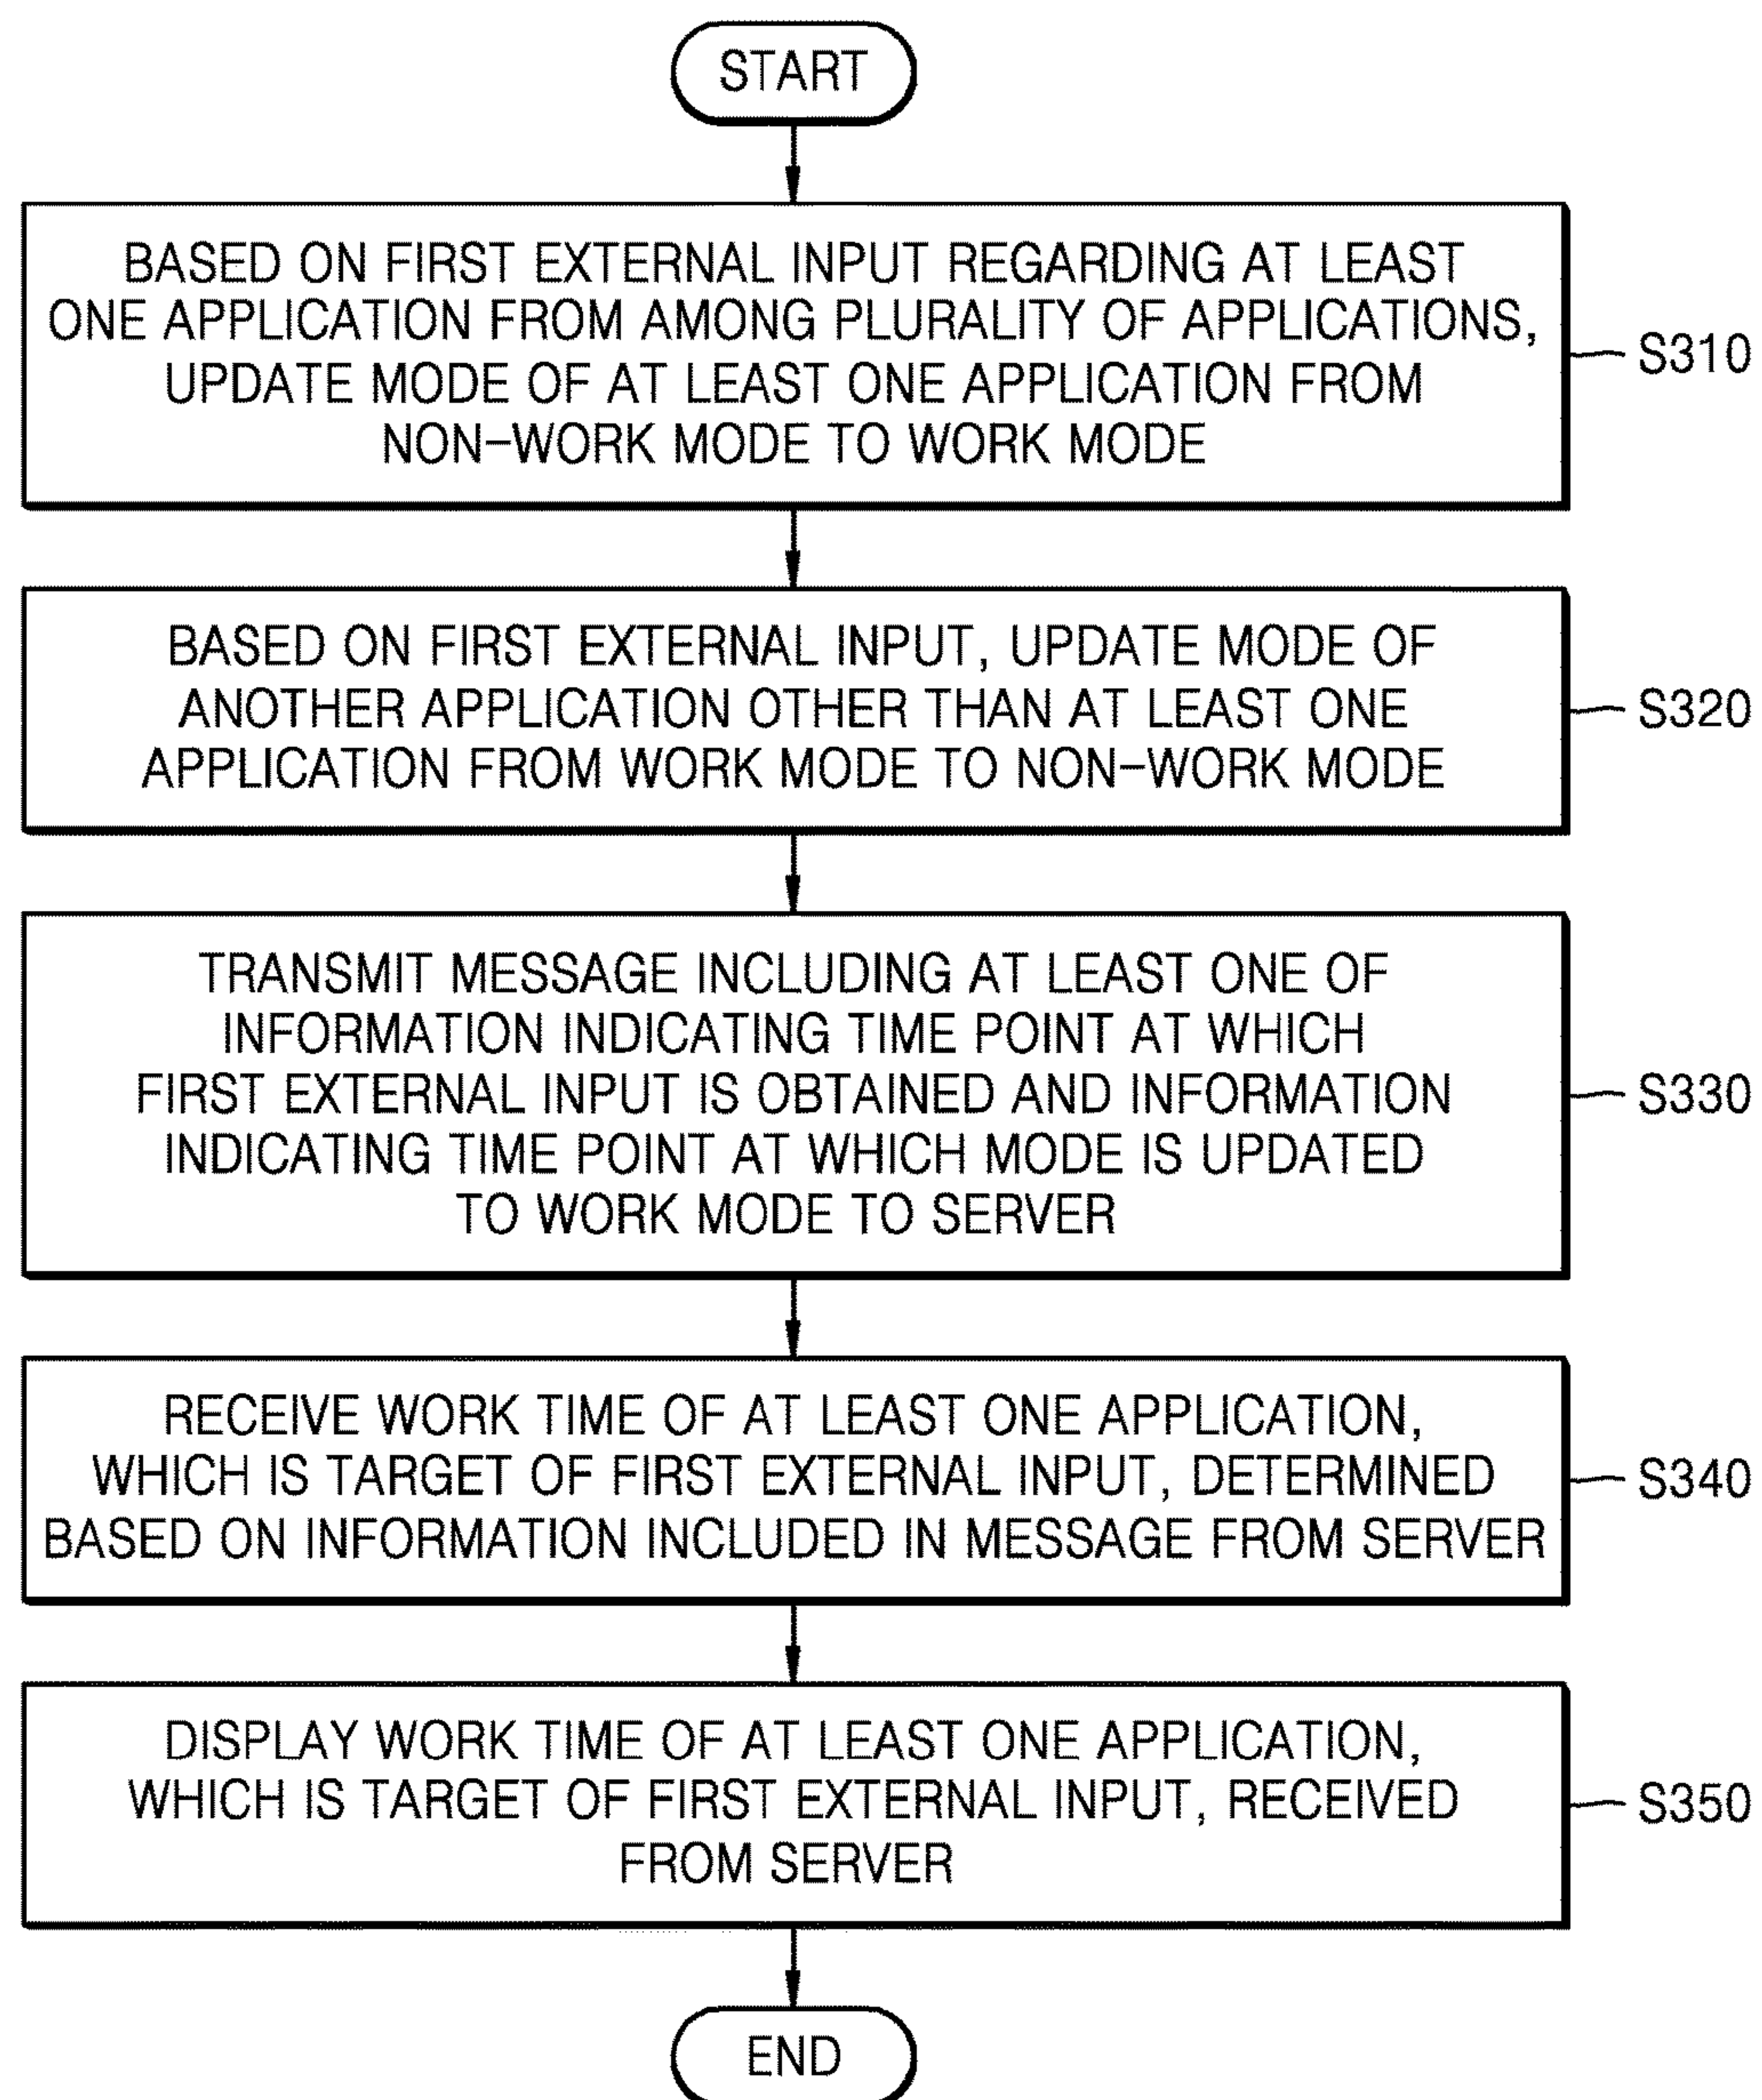 START
BASED ON FIRST EXTERNAL INPUT REGARDING AT LEAST
ONE APPLICATION FROM AMONG PLURALITY OF APPLICATIONS,
UPDATE MODE OF AT LEAST ONE APPLICATION FROM
NON-WORK MODE TO WORK MODE
S310
BASED ON FIRST EXTERNAL INPUT, UPDATE MODE OF
ANOTHER APPLICATION OTHER THAN AT LEAST ONE
APPLICATION FROM WORK MODE TO NON-WORK MODE
S320
TRANSMIT MESSAGE INCLUDING AT LEAST ONE OF
INFORMATION INDICATING TIME POINT AT WHICH
FIRST EXTERNAL INPUT IS OBTAINED AND INFORMATION
INDICATING TIME POINT AT WHICH MODE IS UPDATED
TO WORK MODE TO SERVER
S330
RECEIVE WORK TIME OF AT LEAST ONE APPLICATION,
WHICH IS TARGET OF FIRST EXTERNAL INPUT, DETERMINED
BASED ON INFORMATION INCLUDED IN MESSAGE FROM SERVER
S340
DISPLAY WORK TIME OF AT LEAST ONE APPLICATION,
WHICH IS TARGET OF FIRST EXTERNAL INPUT, RECEIVED
FROM SERVER
S350
END